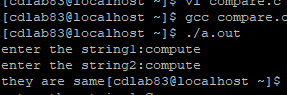 [cdlab83@localhost ~]$ vi compare.c
[cdlab83@localhost ~]$ gcc compare.c
[cdlab83@localhost ~]$ ./a.out
enter the string1:compute
enter the string2:compute
they are same[cdlab83@localhost ~]$